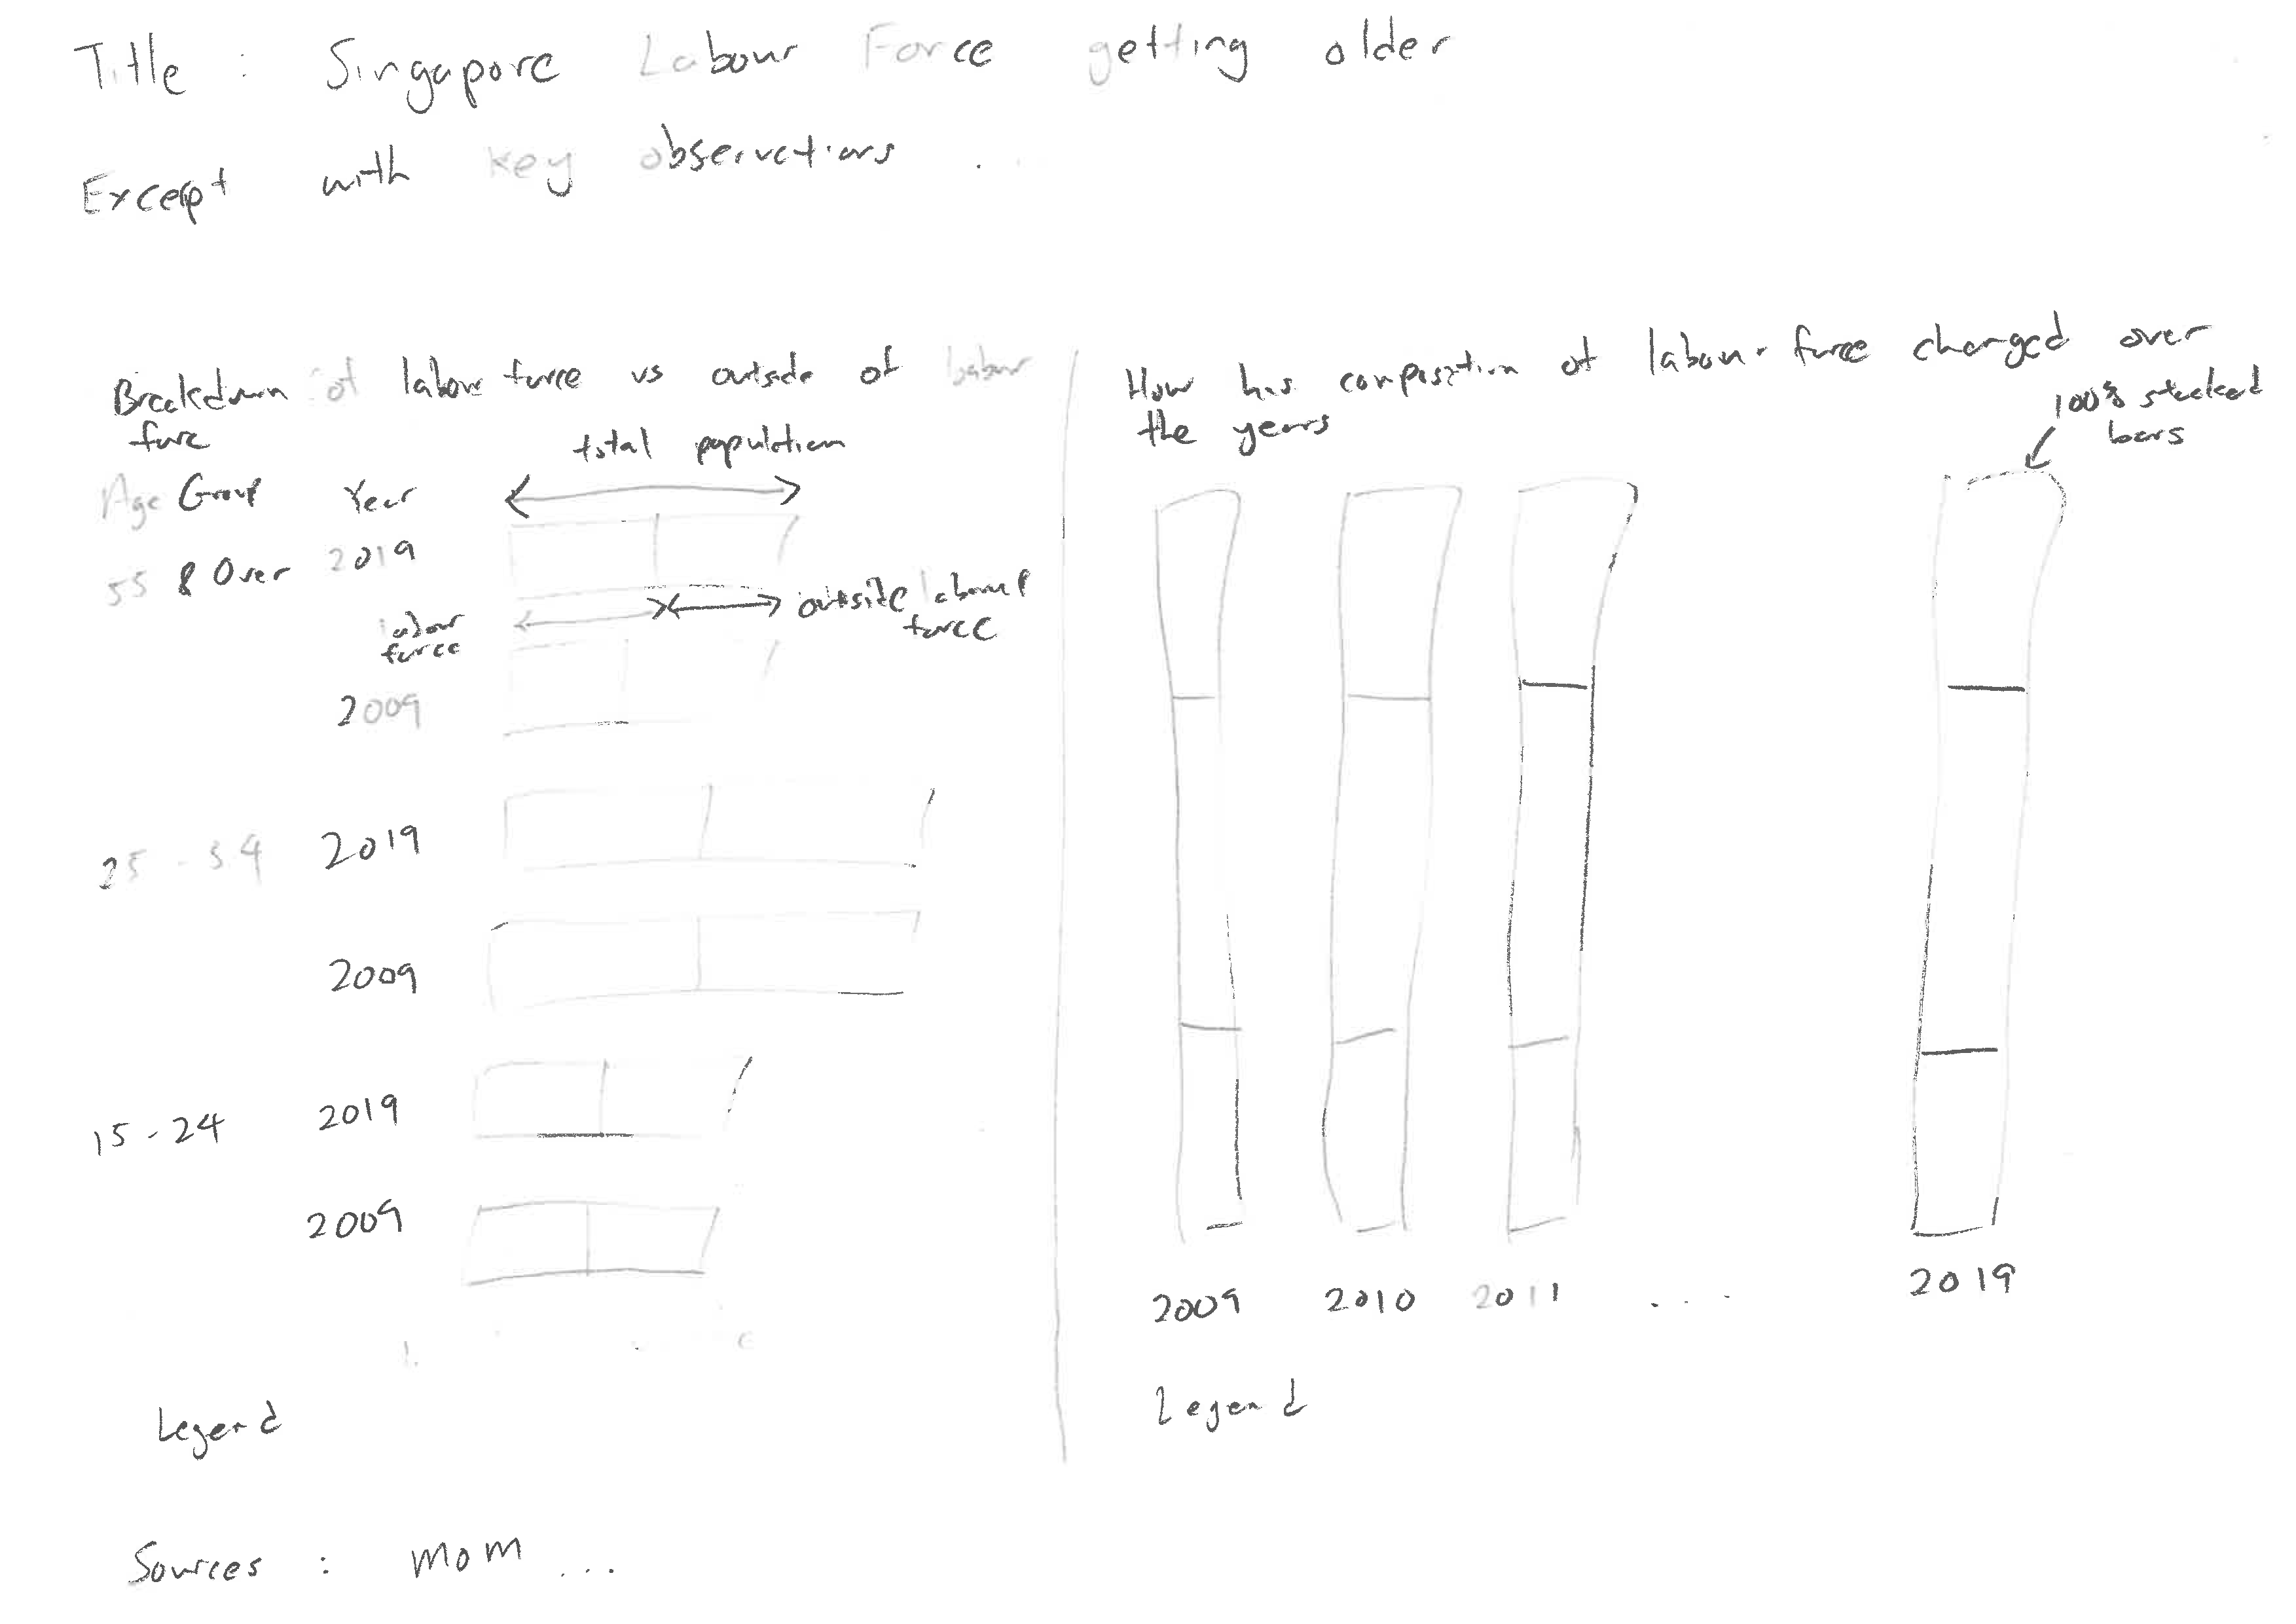 Title : Singapore Labour Force getting older
Excerpt with key observations ...
Breakdown of labour force vs outside of labour
force
total population
Age Group Year
55 & Over 2019
labour
force
outside labour
force
2009
25 - 54 2019
2009
15 - 24 2019
2009
Legend
How has composition of labour force changed over
the years
100% stacked
bars
2009 2010 2011 .... 2019
Legend
Sources : MOM ...